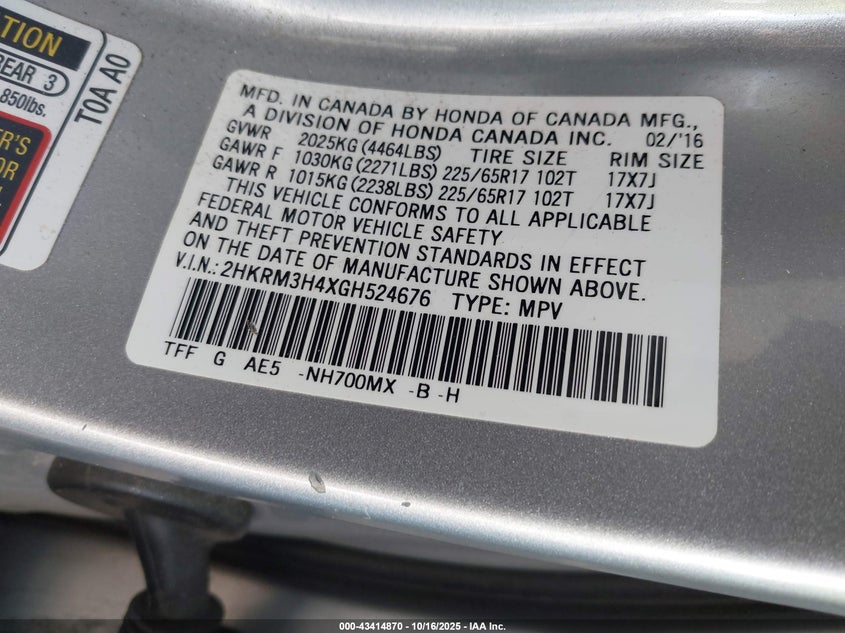 TION
REAR 3
850lbs.
TOA A0
MFD. IN CANADA BY HONDA OF CANADA MFG.,
A DIVISION OF HONDA CANADA INC. 02/'16
GVWR 2025KG (4464LBS) TIRE SIZE RIM SIZE
GAWR F 1030KG (2271LBS) 225/65R17 102T 17X7J
GAWR R 1015KG (2238LBS) 225/65R17 102T 17X7J
THIS VEHICLE CONFORMS TO ALL APPLICABLE
FEDERAL MOTOR VEHICLE SAFETY
AND THEFT PREVENTION STANDARDS IN EFFECT
ON THE DATE OF MANUFACTURE SHOWN ABOVE.
V.I.N.: 2HKRM3H4XGH524676 TYPE: MPV
TFF G AE5 -NH700MX -B -H
000-43414870 - 10/16/2025 - IAA Inc.